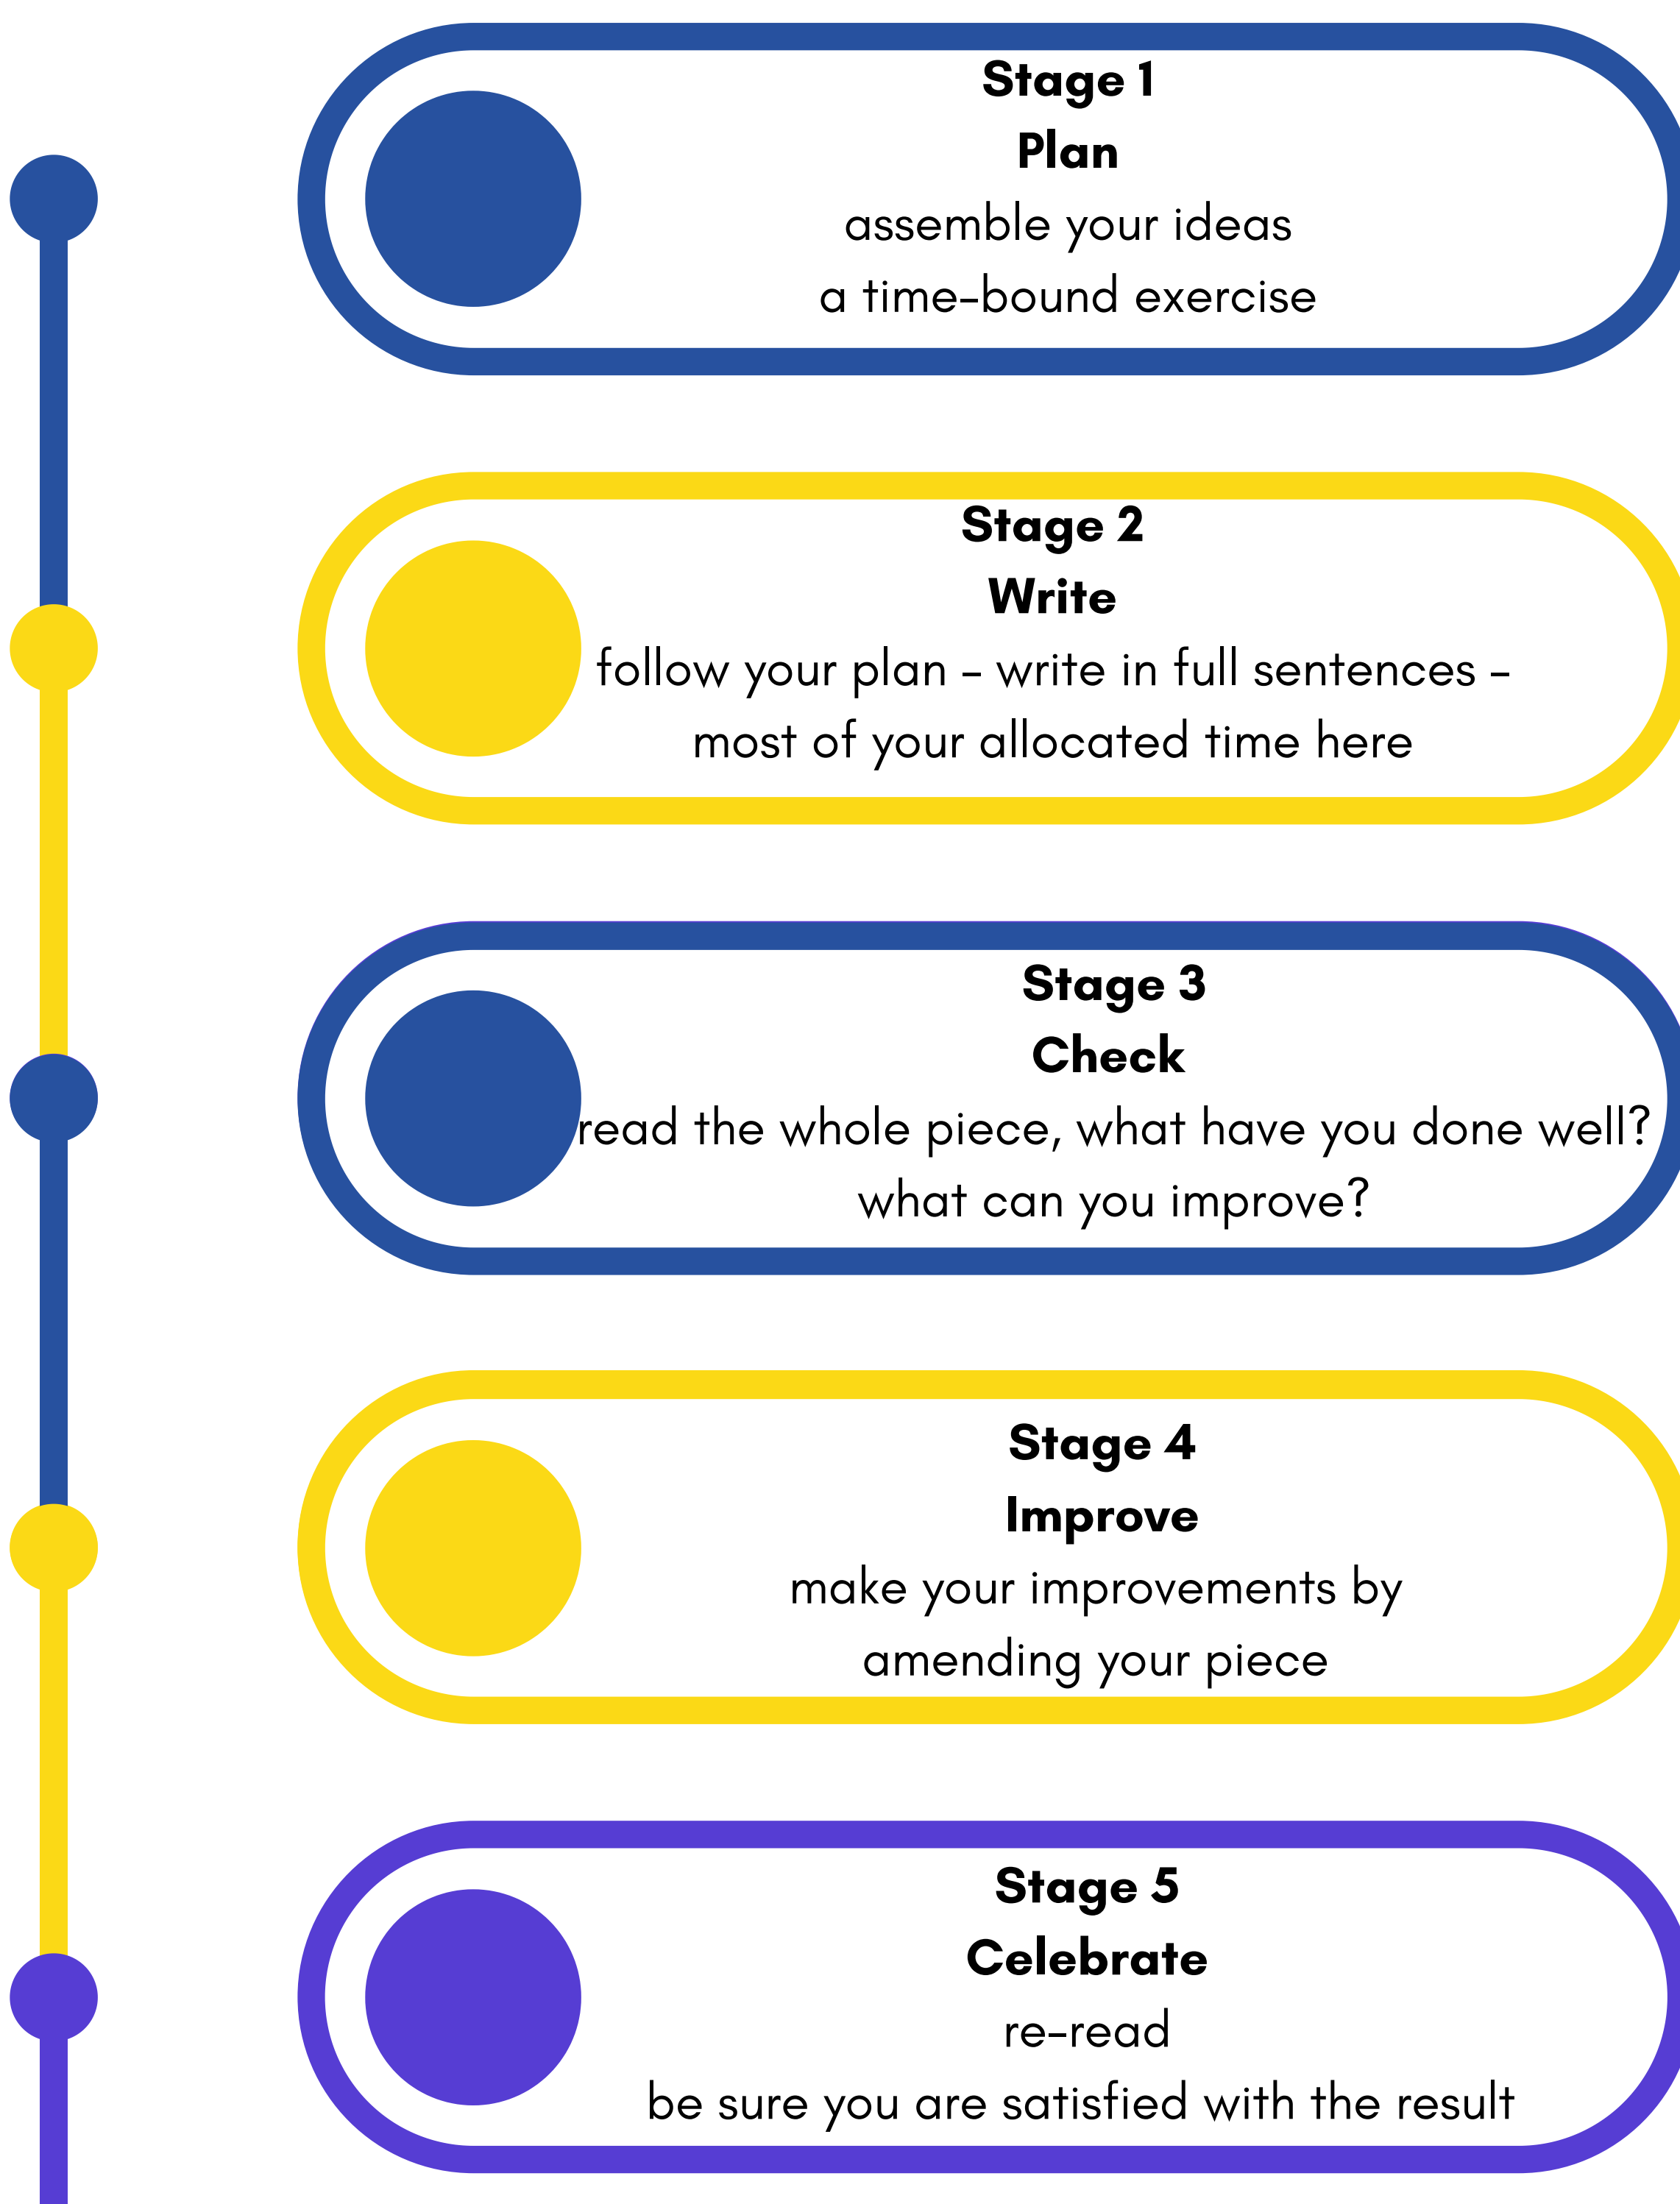 Stage 1
Plan
assemble your ideas
a time-bound exercise
Stage 2
Write
follow your plan - write in full sentences -
most of your allocated time here
Stage 3
Check
read the whole piece, what have you done well?
what can you improve?
Stage 4
Improve
make your improvements by
amending your piece
Stage 5
Celebrate
re-read
be sure you are satisfied with the result